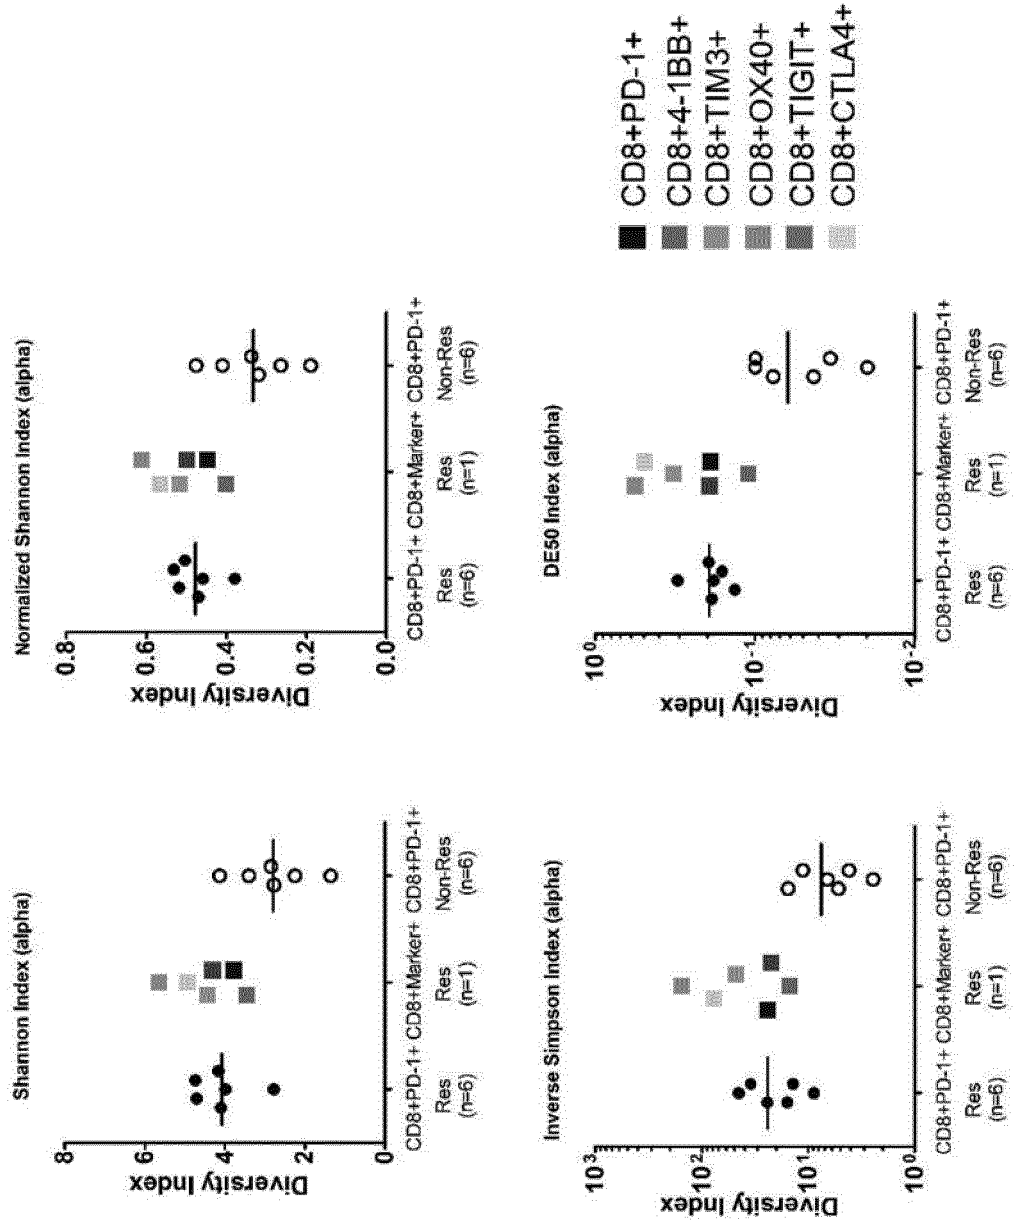 Shannon Index (alpha)
Diversity Index
8
6
4
2
0
CD8+PD-1+ CD8+Marker+ CD8+PD-1+
Res Res Non-Res
(n=6) (n=1) (n=6)
Normalized Shannon Index (alpha)
Diversity Index
0.8
0.6
0.4
0.2
0.0
CD8+PD-1+ CD8+Marker+ CD8+PD-1+
Res Res Non-Res
(n=6) (n=1) (n=6)
Inverse Simpson Index (alpha)
Diversity Index
10³
10²
10¹
10⁰
CD8+PD-1+ CD8+Marker+ CD8+PD-1+
Res Res Non-Res
(n=6) (n=1) (n=6)
DE50 Index (alpha)
Diversity Index
10⁰
10⁻¹
10⁻²
CD8+PD-1+ CD8+Marker+ CD8+PD-1+
Res Res Non-Res
(n=6) (n=1) (n=6)
CD8+PD-1+
CD8+4-1BB+
CD8+TIM3+
CD8+OX40+
CD8+TIGIT+
CD8+CTLA4+